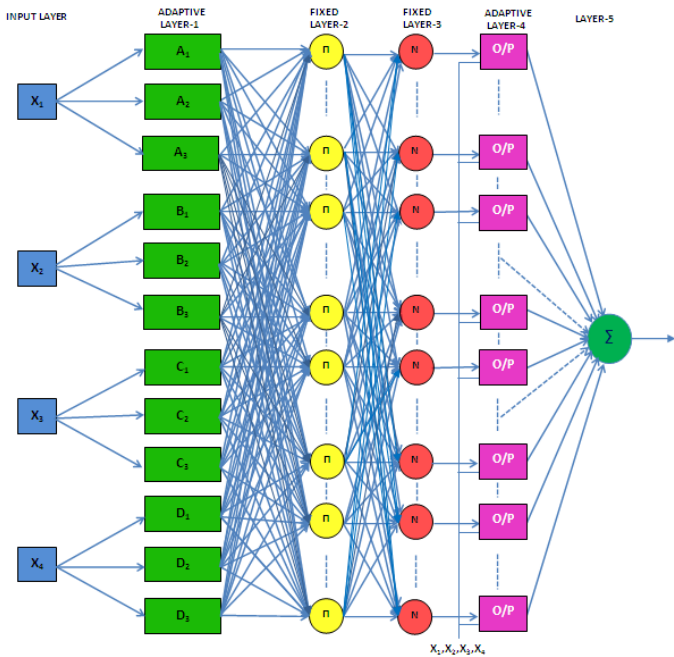 INPUT LAYER
ADAPTIVE
LAYER-1
FIXED
LAYER-2
FIXED
LAYER-3
ADAPTIVE
LAYER-4
LAYER-5
X₁
X₂
X₃
X₄
A₁
A₂
A₃
B₁
B₂
B₃
C₁
C₂
C₃
D₁
D₂
D₃
Π
Π
Π
Π
Π
Π
Π
Π
N
N
N
N
N
N
N
N
O/P
O/P
O/P
O/P
O/P
O/P
O/P
O/P
Σ
X₁,X₂,X₃,X₄